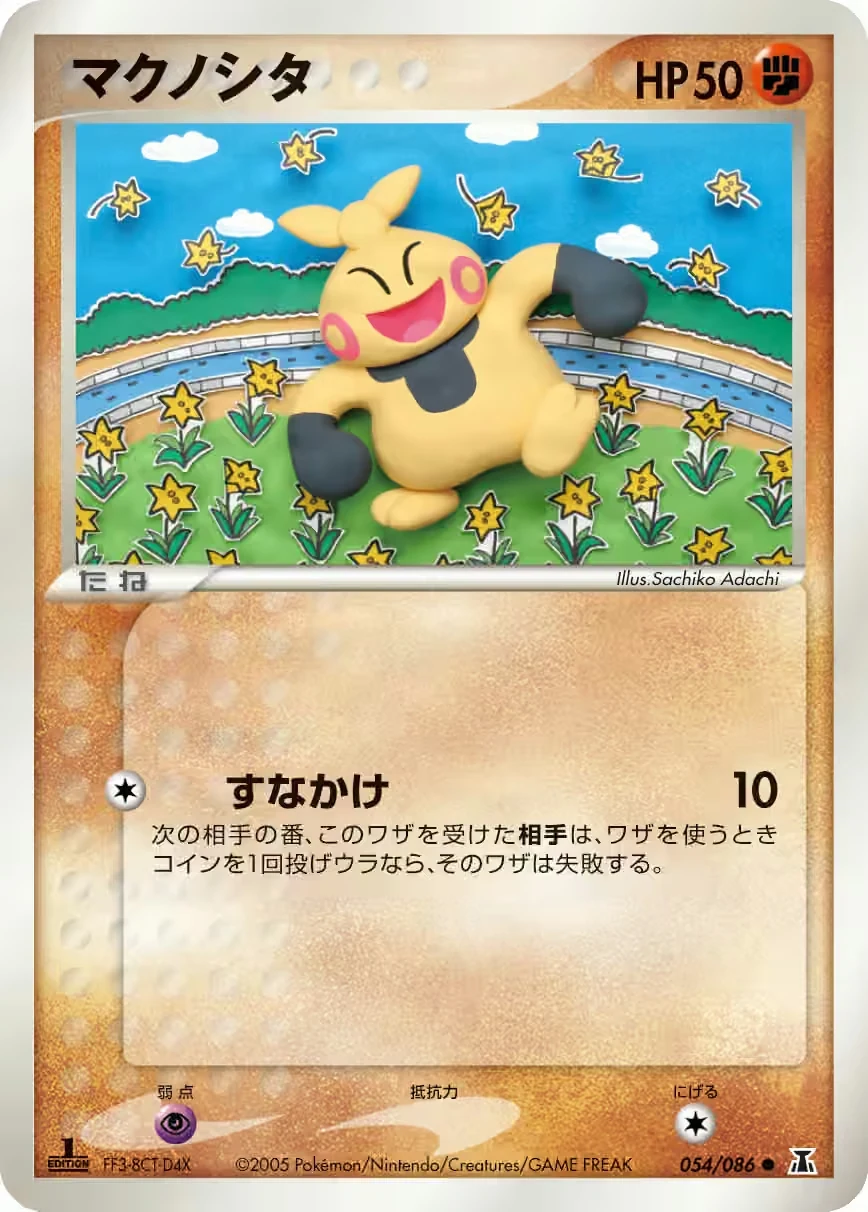 マクノシタ HP50
たね Illus.Sachiko Adachi
すなかけ 10
次の相手の番、このワザを受けた相手は、ワザを使うとき
コインを1回投げウラなら、そのワザは失敗する。
弱点 抵抗力 にげる
1 EDITION FF3-8CT-D4X ©2005 Pokémon/Nintendo/Creatures/GAME FREAK 054/086 ●